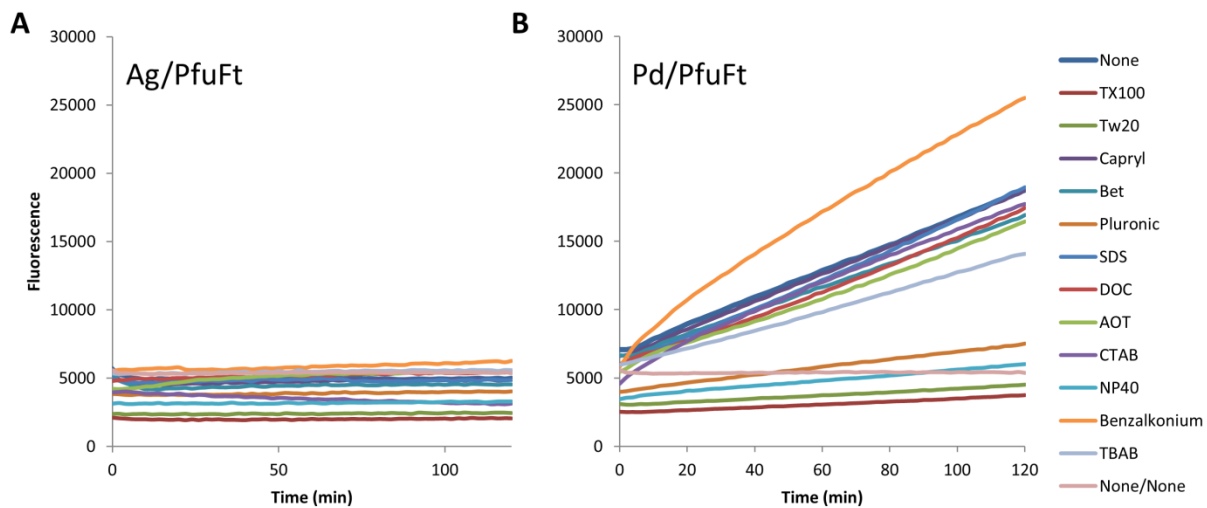 A
30000
25000
20000
15000
10000
5000
0
Fluorescence
Ag/PfuFt
0
50
100
Time (min)
B
30000
25000
20000
15000
10000
5000
0
Pd/PfuFt
0
20
40
60
80
100
120
Time (min)
None
TX100
Tw20
Capryl
Bet
Pluronic
SDS
DOC
AOT
CTAB
NP40
Benzalkonium
TBAB
None/None